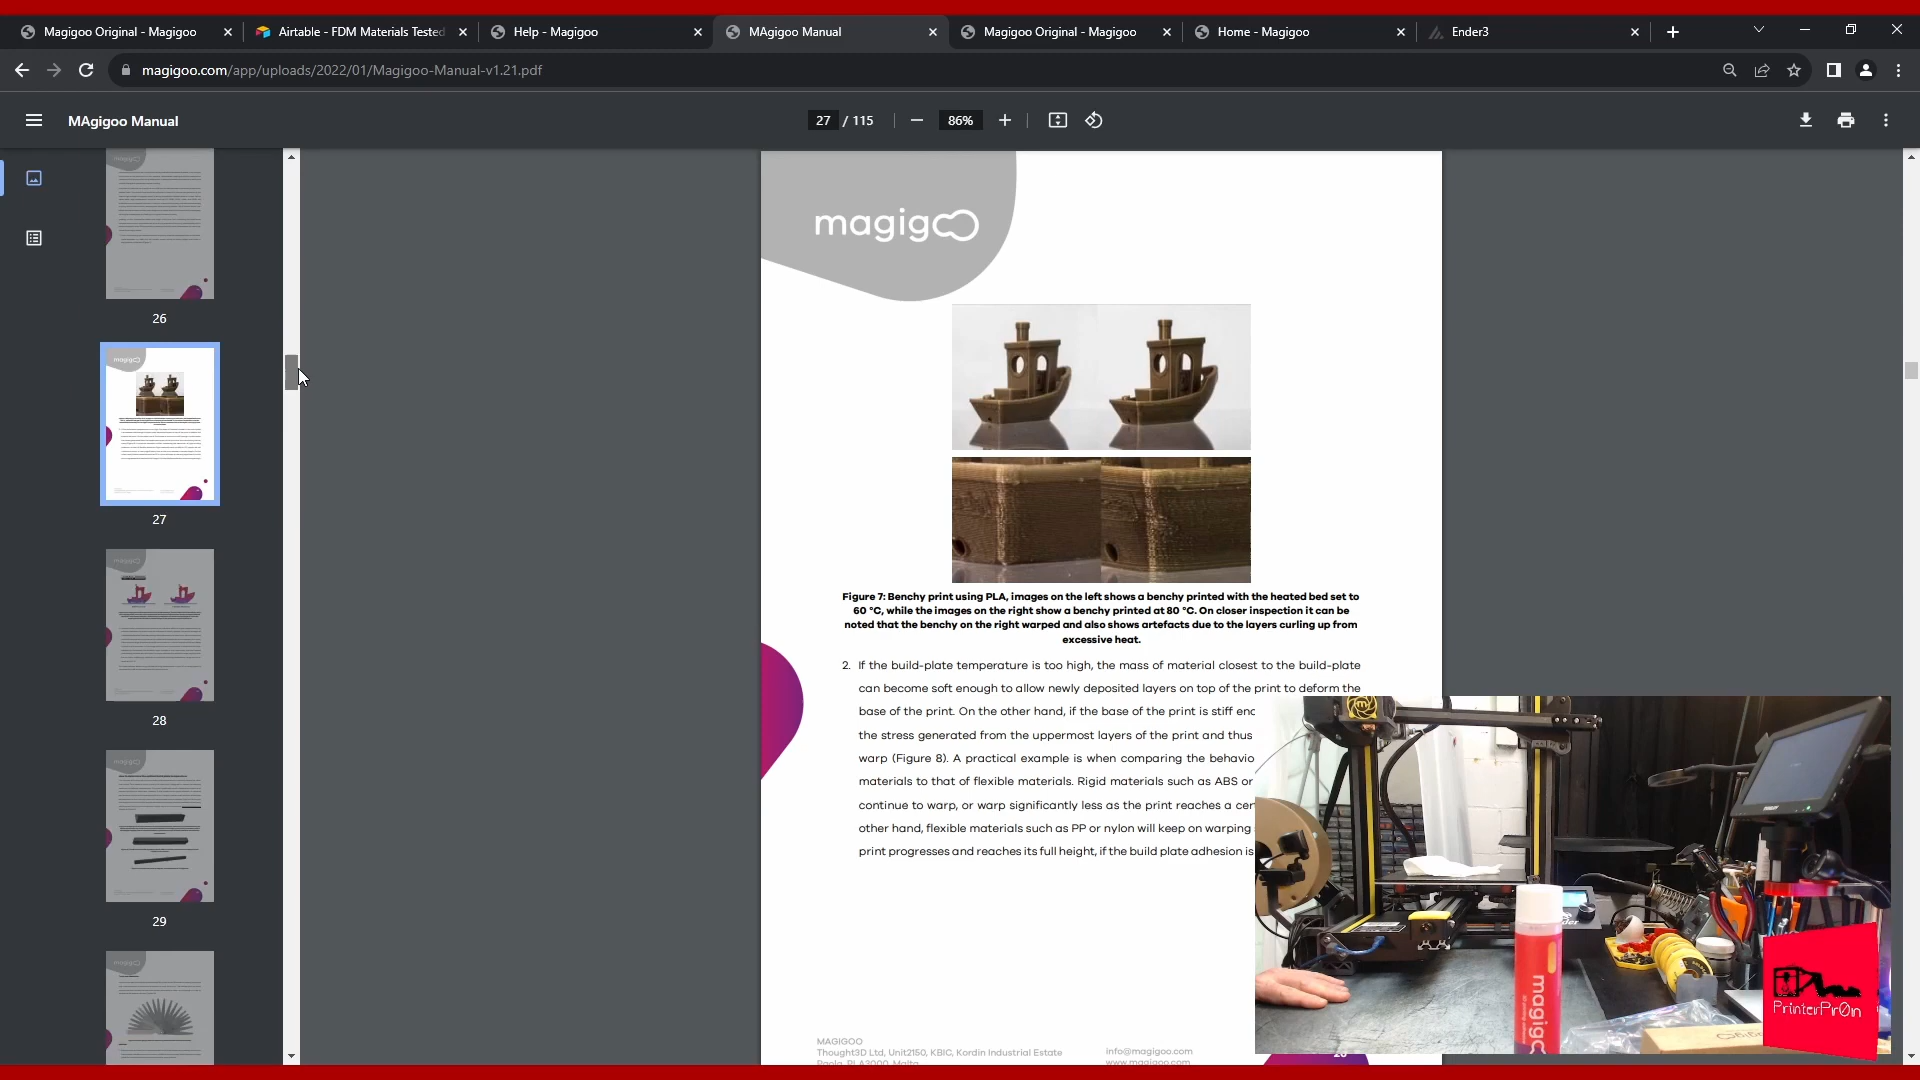 Magigoo Original - Magigoo
Airtable - FDM Materials Tested
Help - Magigoo
MAgigoo Manual
Magigoo Original - Magigoo
Home - Magigoo
Ender3
magigoo.com/app/uploads/2022/01/Magigoo-Manual-v1.21.pdf
MAgigoo Manual
27 / 115
86%
26
27
28
29
magigoo
Figure 7: Benchy print using PLA, images on the left shows a benchy printed with the heated bed set to
60 °C, while the images on the right show a benchy printed at 80 °C. On closer inspection it can be
noted that the benchy on the right warped and also shows artefacts due to the layers curling up from
excessive heat.
2. If the build-plate temperature is too high, the mass of material closest to the build-plate
can become soft enough to allow newly deposited layers on top of the print to deform the
base of the print. On the other hand, if the base of the print is stiff
the stress generated from the uppermost layers of the print and thus
warp (Figure 8). A practical example is when comparing the
materials to that of flexible materials. Rigid materials such as ABS or
continue to warp, or warp significantly less as the print reaches a
other hand, flexible materials such as PP or nylon will keep on warping
print progresses and reaches its full height, if the build plate adhesion is
MAGIGOO
Thought3D Ltd, Unit2150, KBIC, Kordin Industrial Estate
Paola, PLA3000, Malta
info@magigoo.com
www.magigoo.com
magigoo
PrinterPr0n